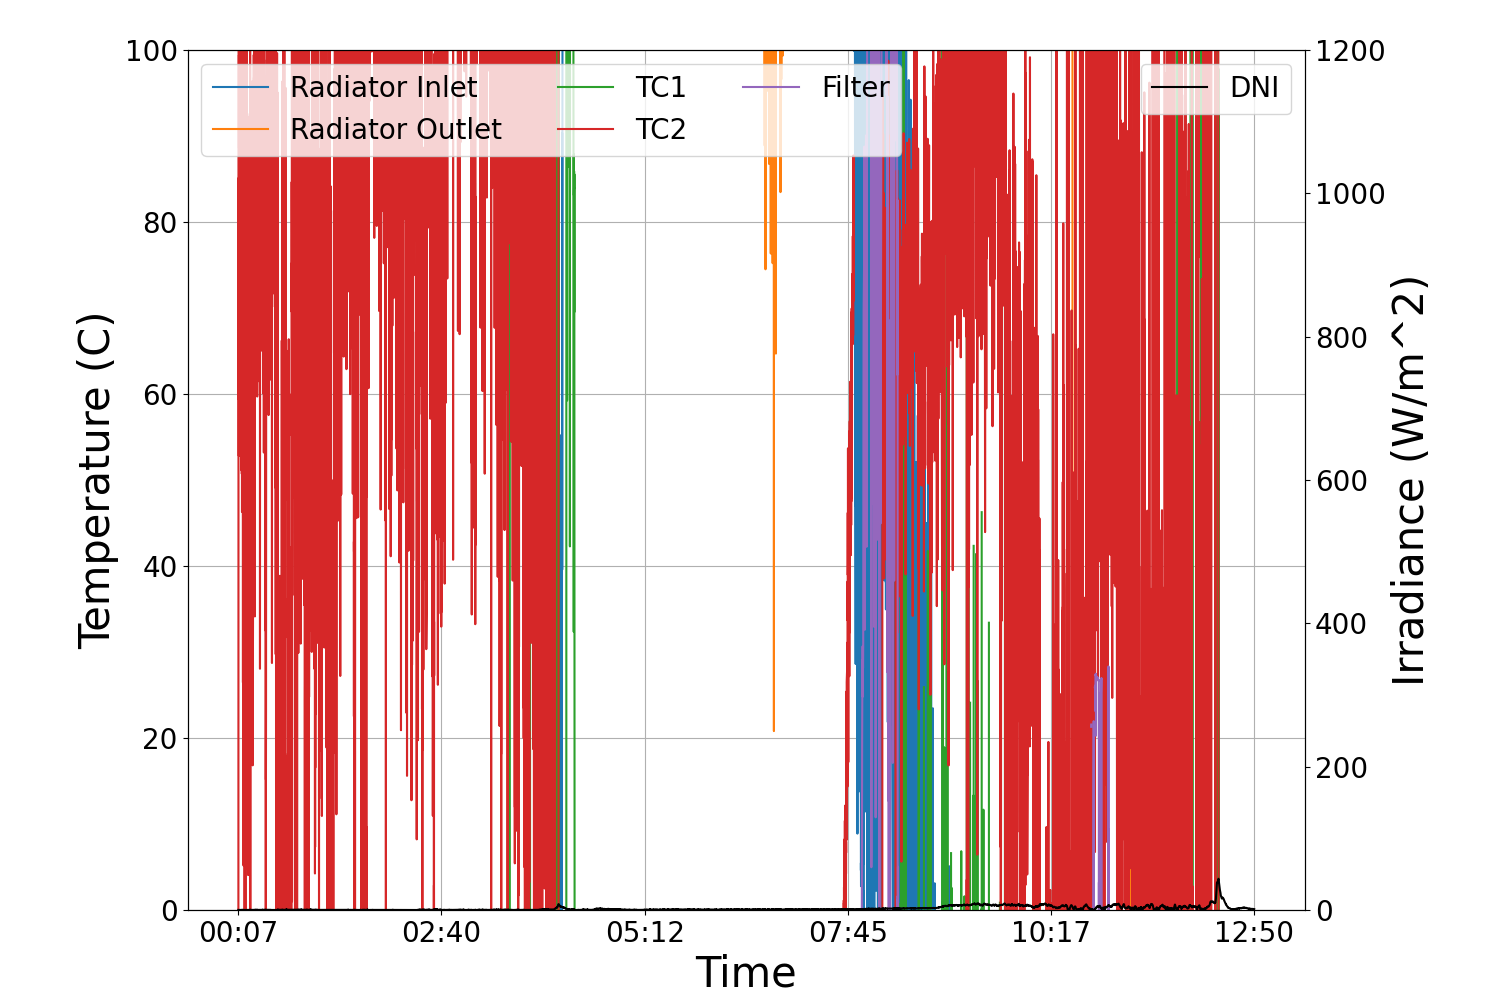 100
80
60
40
20
0
Temperature (C)
Radiator Inlet
Radiator Outlet
TC1
TC2
Filter
DNI
1200
1000
800
600
400
200
0
Irradiance (W/m^2)
00:07
02:40
05:12
07:45
10:17
12:50
Time